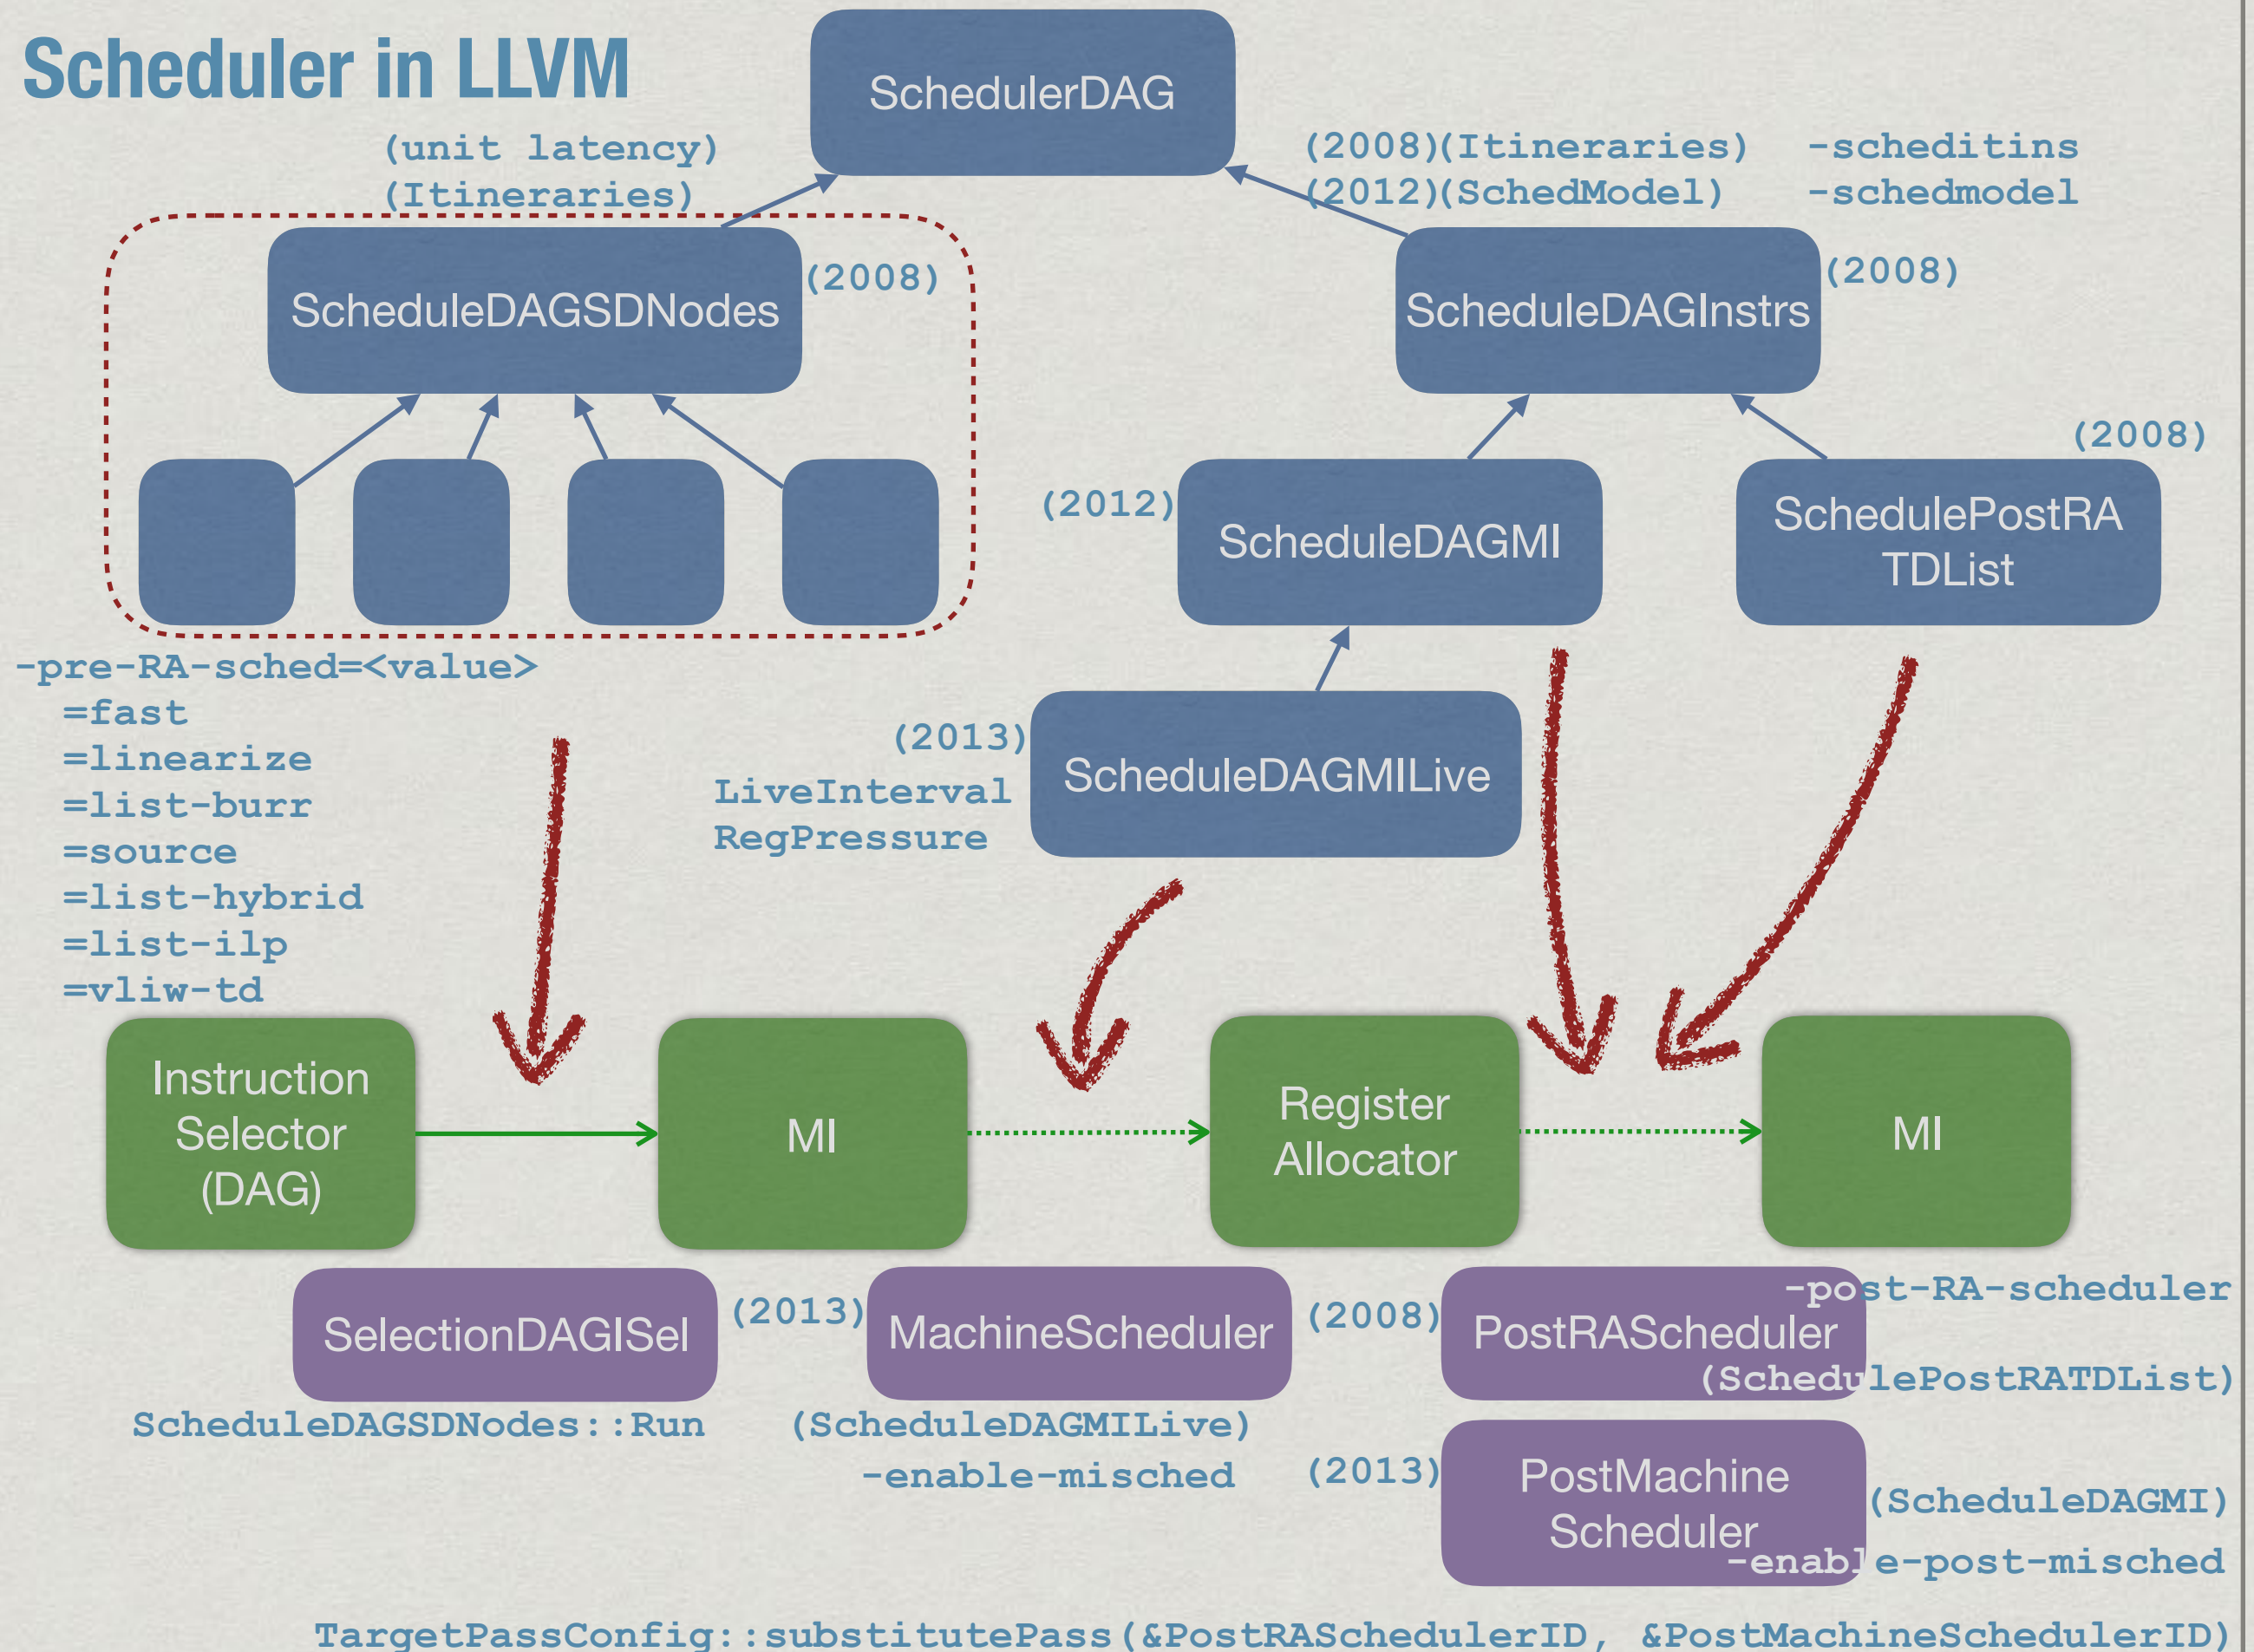 Scheduler in LLVM
SchedulerDAG
(unit latency)
(Itineraries)
(2008)(Itineraries) -scheditins
(2012)(SchedModel) -schedmodel
ScheduleDAGSDNodes
(2008)
ScheduleDAGInstrs
(2008)
(2012)
ScheduleDAGMI
(2008)
SchedulePostRA
TDList
-pre-RA-sched=<value>
=fast
=linearize
=list-burr
=source
=list-hybrid
=list-ilp
=vliw-td
(2013)
LiveInterval
RegPressure
ScheduleDAGMILive
Instruction
Selector
(DAG)
MI
Register
Allocator
MI
SelectionDAGISel
ScheduleDAGSDNodes::Run
(2013)
MachineScheduler
(ScheduleDAGMILive)
-enable-misched
(2008)
PostRAScheduler
-post-RA-scheduler
(SchedulePostRATDList)
(2013)
PostMachine
Scheduler
(ScheduleDAGMI)
-enable-post-misched
TargetPassConfig::substitutePass(&PostRASchedulerID, &PostMachineSchedulerID)